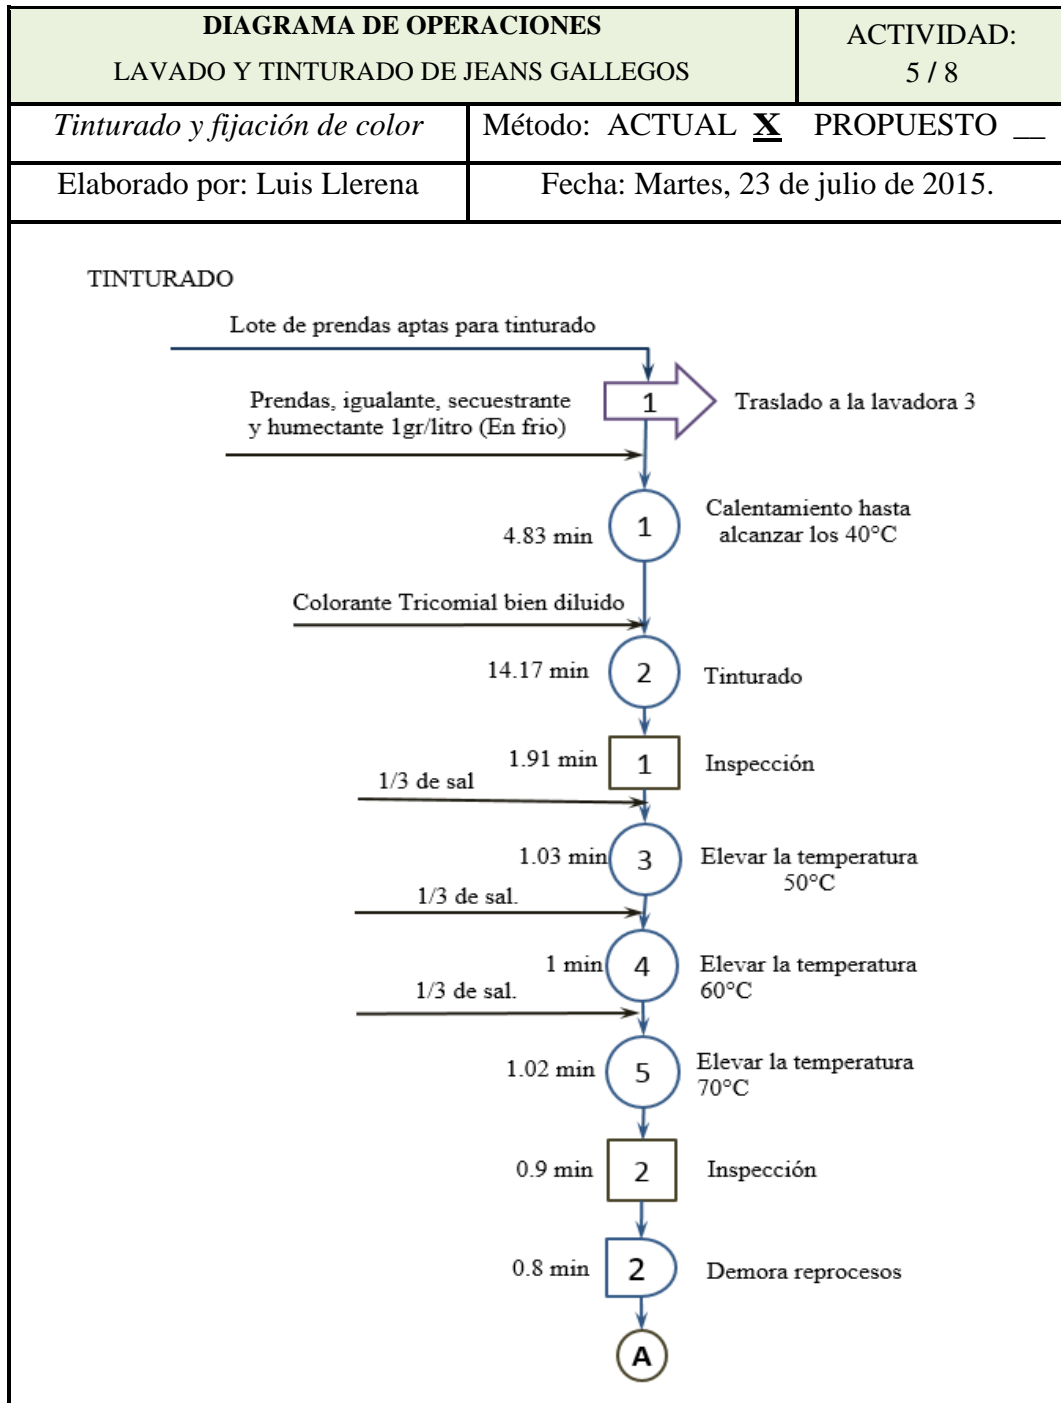 DIAGRAMA DE OPERACIONES
LAVADO Y TINTURADO DE JEANS GALLEGOS
ACTIVIDAD:
5 / 8
Tinturado y fijación de color
Método: ACTUAL X PROPUESTO __
Elaborado por: Luis Llerena
Fecha: Martes, 23 de julio de 2015.
TINTURADO
Lote de prendas aptas para tinturado
1
Traslado a la lavadora 3
Prendas, igualante, secuestrante
y humectante 1gr/litro (En frio)
4.83 min
1
Calentamiento hasta
alcanzar los 40°C
Colorante Tricomial bien diluido
14.17 min
2
Tinturado
1.91 min
1
Inspección
1/3 de sal
1.03 min
3
Elevar la temperatura
50°C
1/3 de sal.
1 min
4
Elevar la temperatura
60°C
1/3 de sal.
1.02 min
5
Elevar la temperatura
70°C
0.9 min
2
Inspección
0.8 min
2
Demora reprocesos
A